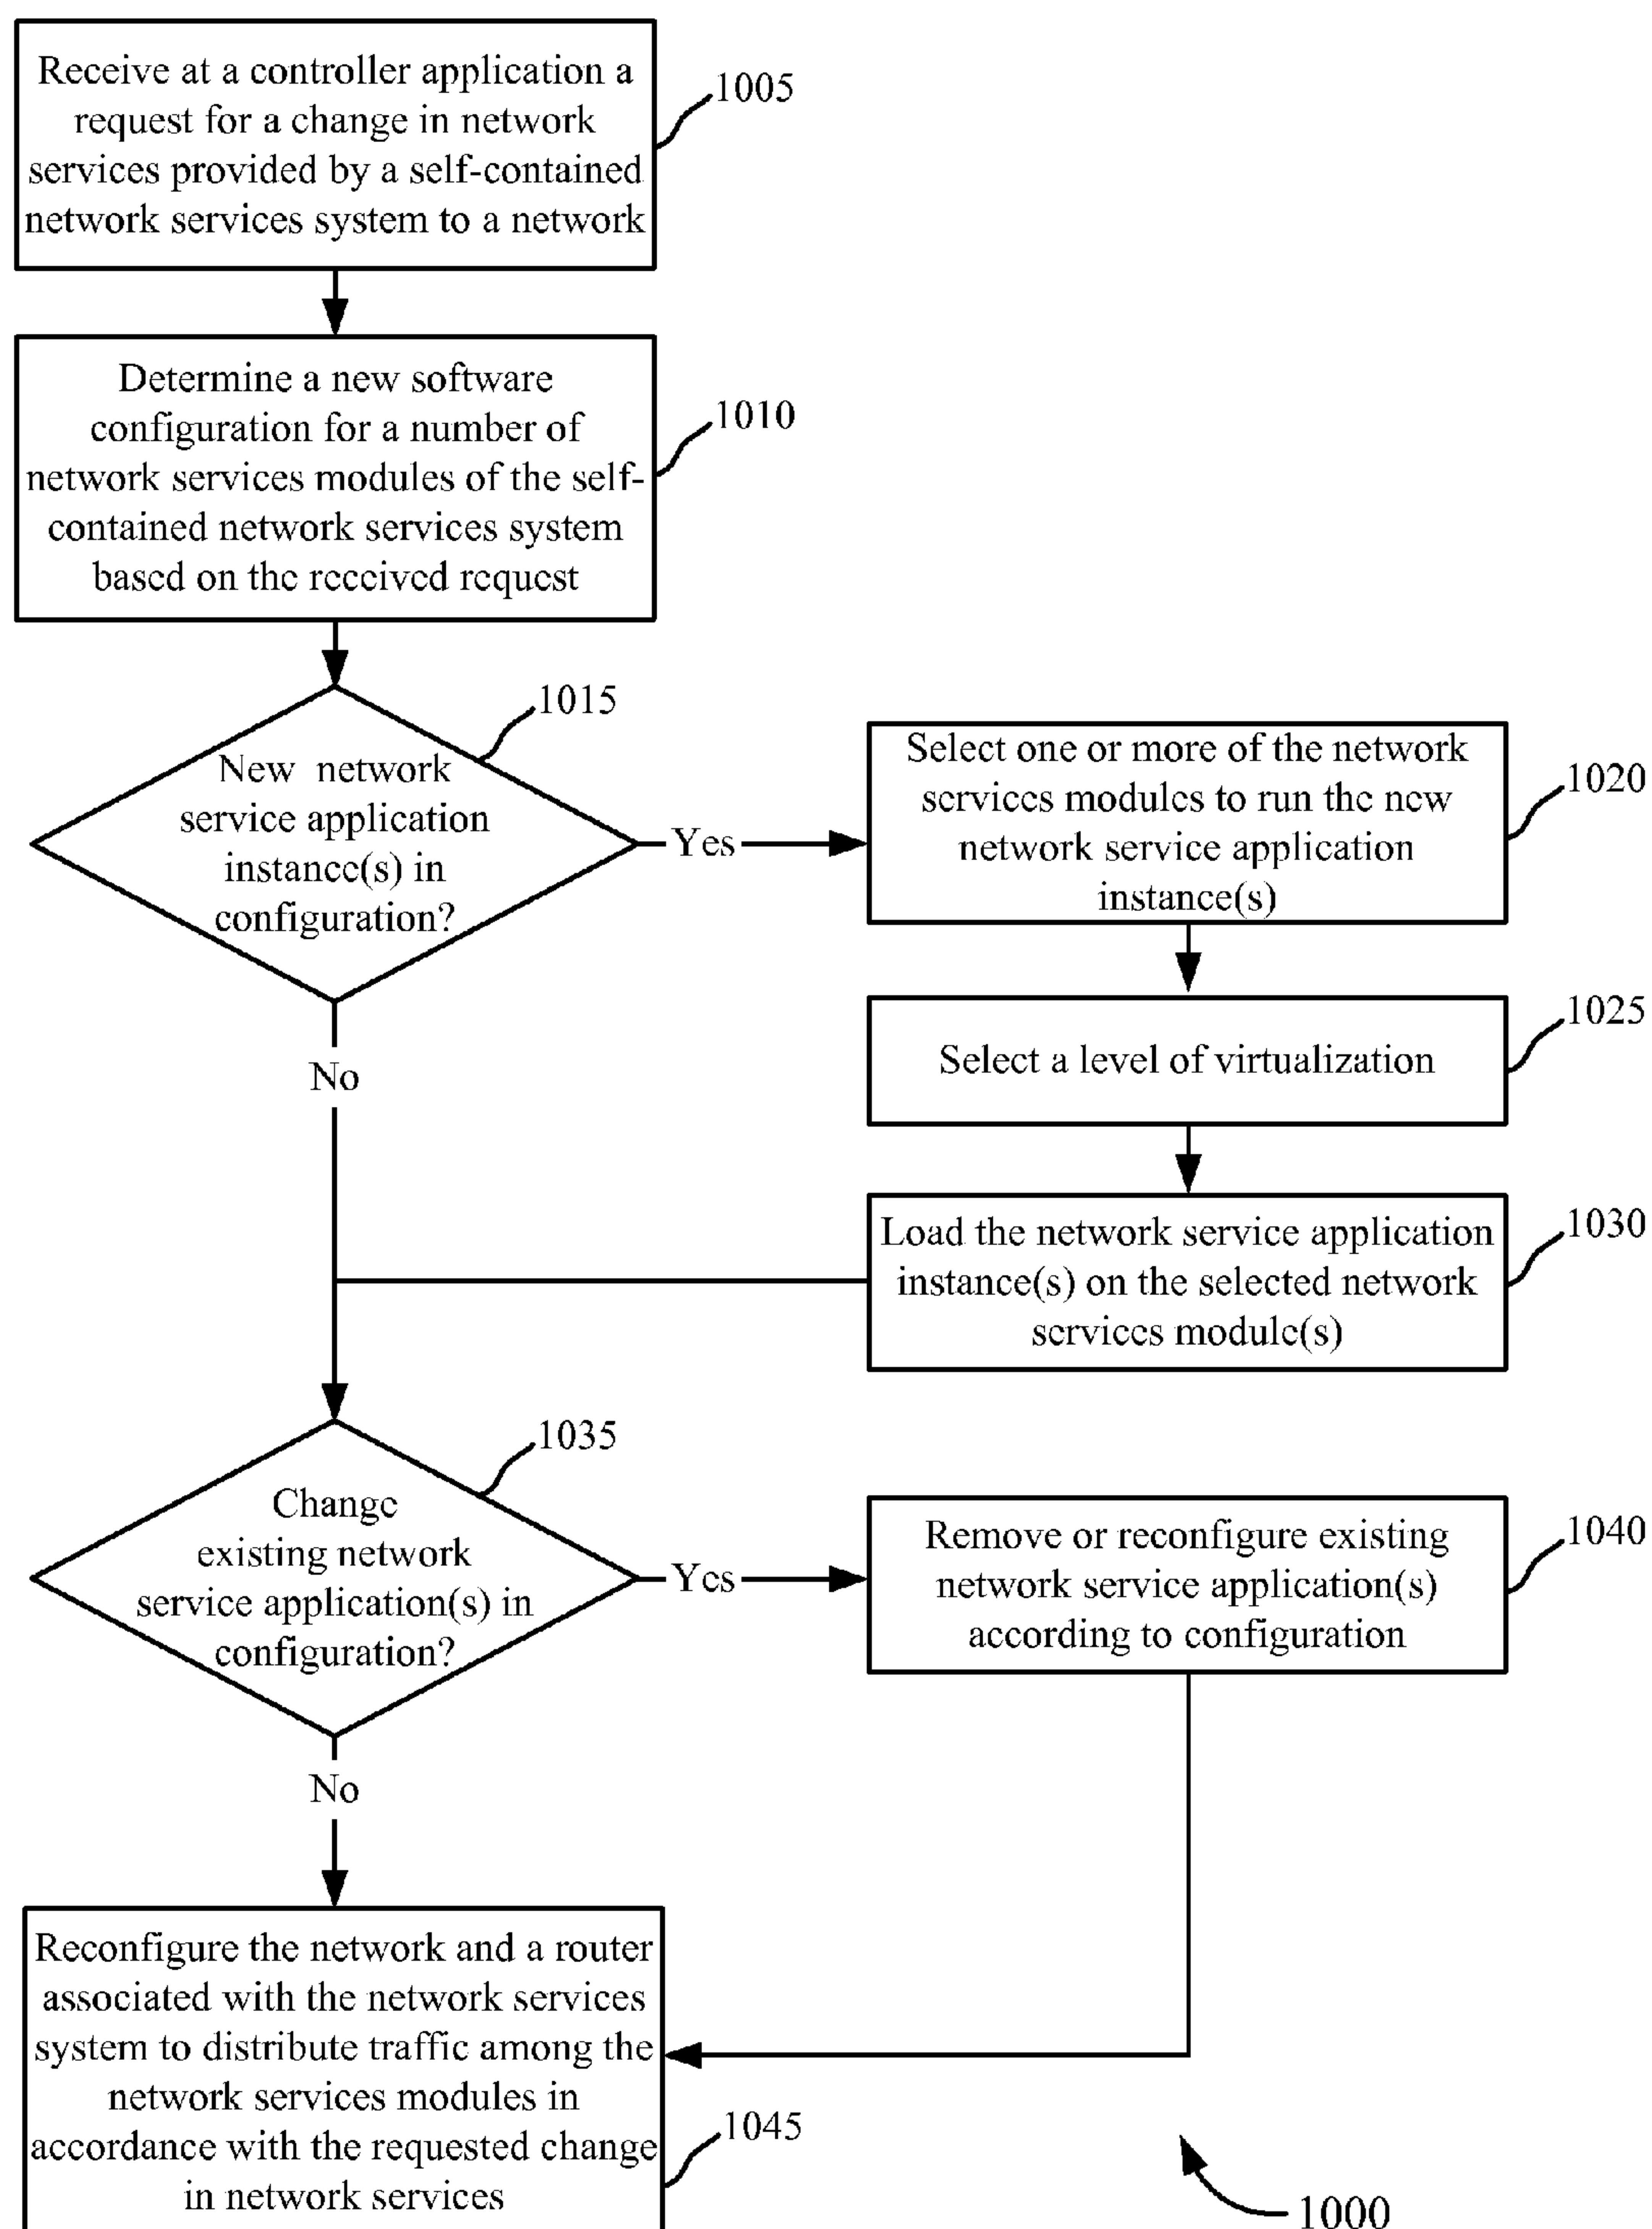 Receive at a controller application a
request for a change in network
services provided by a self-contained
network services system to a network
1005
Determine a new software
configuration for a number of
network services modules of the self-
contained network services system
based on the received request
1010
New network
service application
instance(s) in
configuration?
1015
Yes
Select one or more of the network
services modules to run the new
network service application
instance(s)
1020
Select a level of virtualization
1025
No
Load the network service application
instance(s) on the selected network
services module(s)
1030
Change
existing network
service application(s) in
configuration?
1035
Yes
Remove or reconfigure existing
network service application(s)
according to configuration
1040
No
Reconfigure the network and a router
associated with the network services
system to distribute traffic among the
network services modules in
accordance with the requested change
in network services
1045
1000